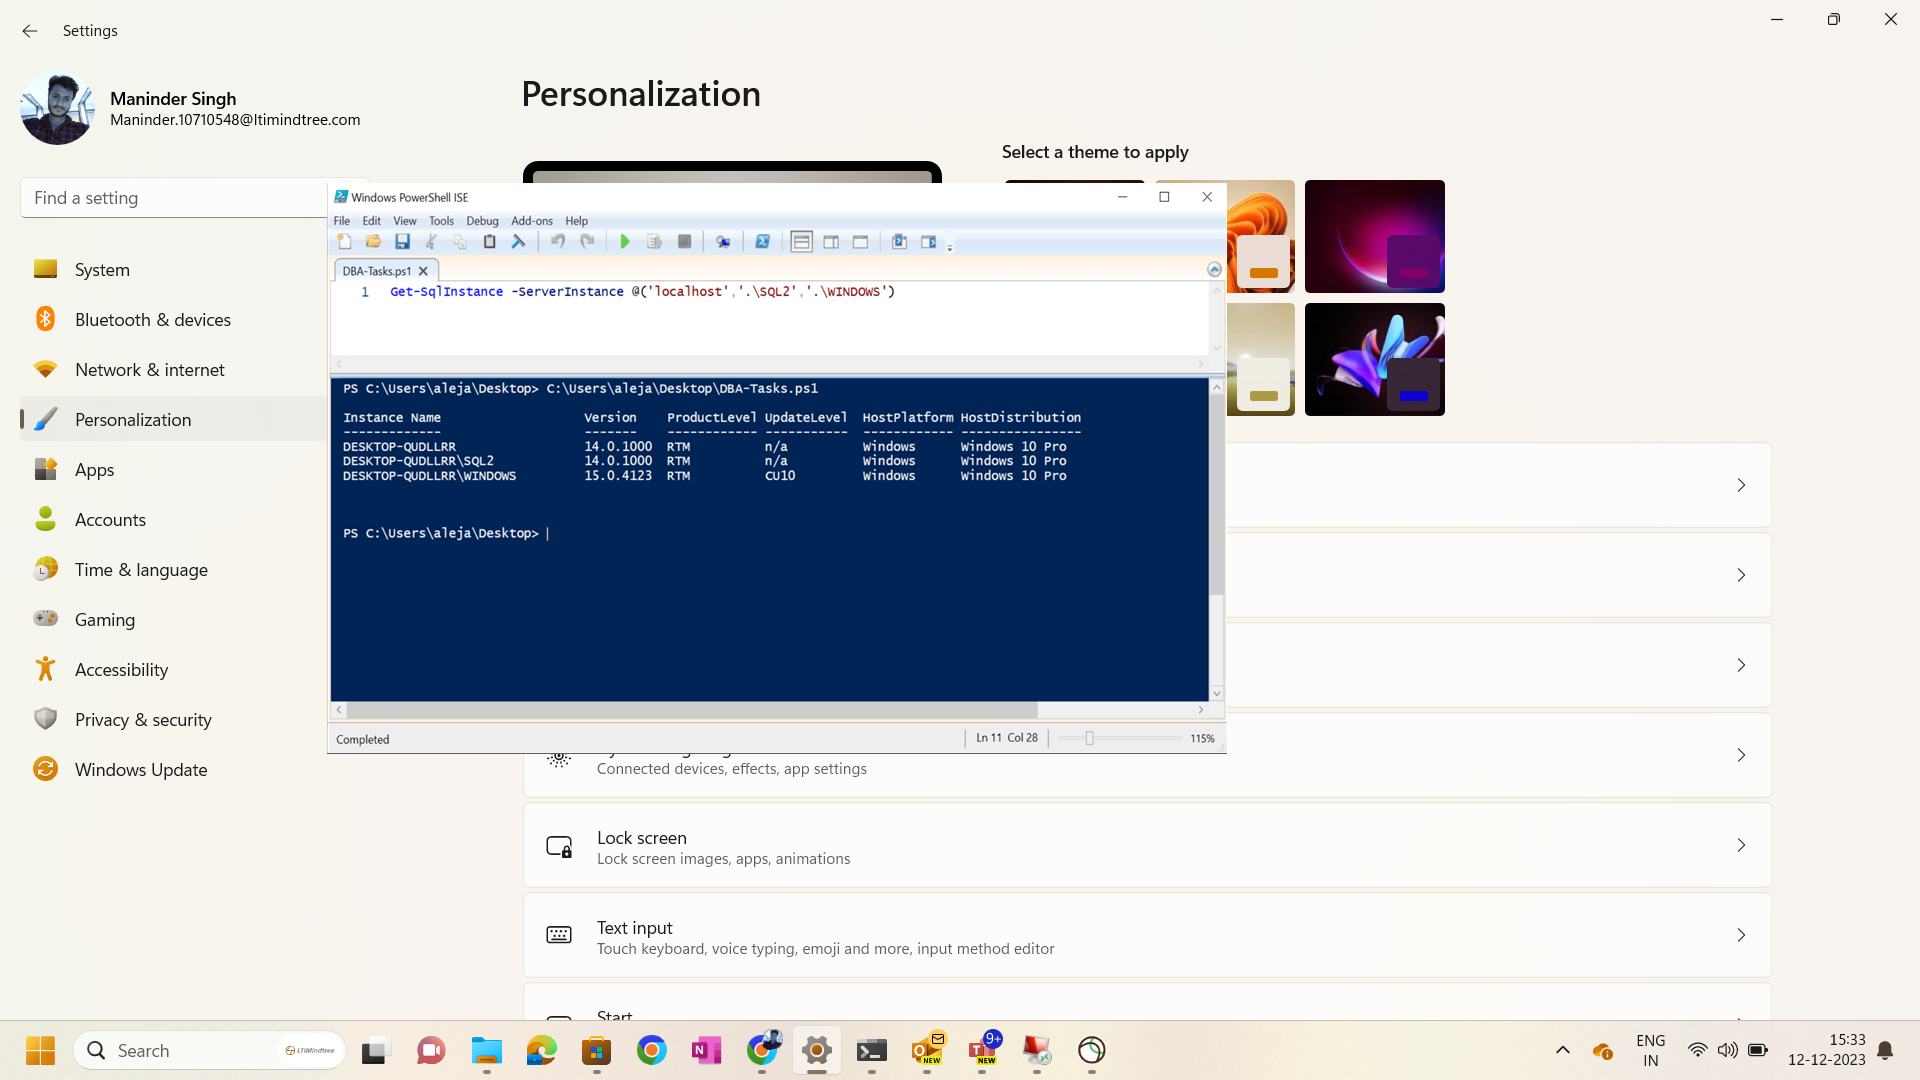 Settings
Maninder Singh
Maninder.10710548@ltimindtree.com
Find a setting
System
Bluetooth & devices
Network & internet
Personalization
Apps
Accounts
Time & language
Gaming
Accessibility
Privacy & security
Windows Update
Personalization
Select a theme to apply
Windows PowerShell ISE
File Edit View Tools Debug Add-ons Help
DBA-Tasks.ps1
1 Get-SqlInstance -ServerInstance @('localhost','.\SQL2','.\WINDOWS')
PS C:\Users\aleja\Desktop> C:\Users\aleja\Desktop\DBA-Tasks.ps1
Instance Name Version ProductLevel UpdateLevel HostPlatform HostDistribution
------------- ------- ------------ ----------- ------------ ----------------
DESKTOP-QUDLLRR 14.0.1000 RTM n/a Windows Windows 10 Pro
DESKTOP-QUDLLRR\SQL2 14.0.1000 RTM n/a Windows Windows 10 Pro
DESKTOP-QUDLLRR\WINDOWS 15.0.4123 RTM CU10 Windows Windows 10 Pro
PS C:\Users\aleja\Desktop>
Completed
Ln 11 Col 28
115%
Connected devices, effects, app settings
Lock screen
Lock screen images, apps, animations
Text input
Touch keyboard, voice typing, emoji and more, input method editor
Start
Search
LTIMindtree
NEW
9+
NEW
ENG
IN
15:33
12-12-2023